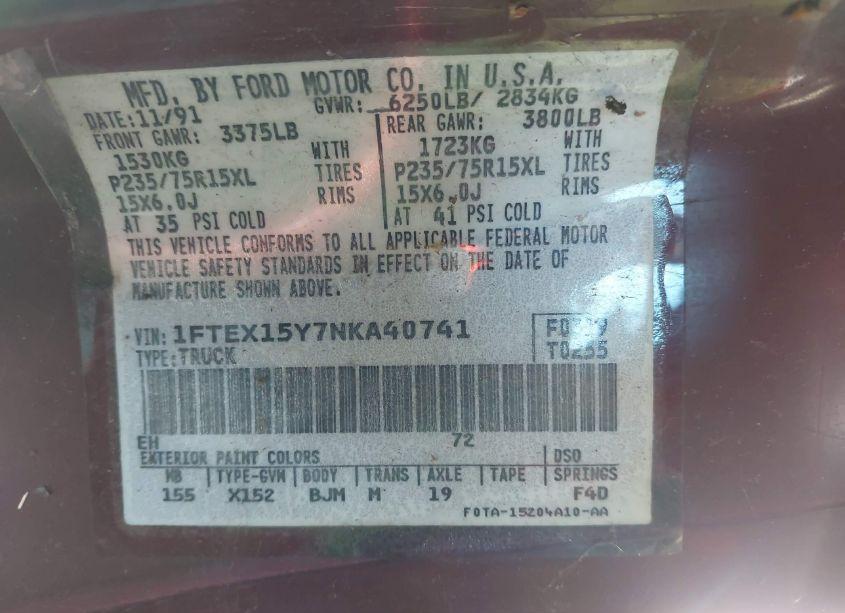 MFD. BY FORD MOTOR CO. IN U.S.A.
DATE: 11/91 GVWR: 6250LB/ 2834KG
FRONT GAWR: 3375LB REAR GAWR: 3800LB
1530KG WITH 1723KG WITH
P235/75R15XL TIRES P235/75R15XL TIRES
15X6.0J RIMS 15X6.0J RIMS
AT 35 PSI COLD AT 41 PSI COLD
THIS VEHICLE CONFORMS TO ALL APPLICABLE FEDERAL MOTOR
VEHICLE SAFETY STANDARDS IN EFFECT ON THE DATE OF
MANUFACTURE SHOWN ABOVE.
VIN: 1FTEX15Y7NKA40741
TYPE: TRUCK T0255
EH 72
EXTERIOR PAINT COLORS DSO
WB TYPE-GVW BODY TRANS AXLE TAPE SPRINGS
155 X152 BJM M 19 F4D
F0TA-15204A10-AA